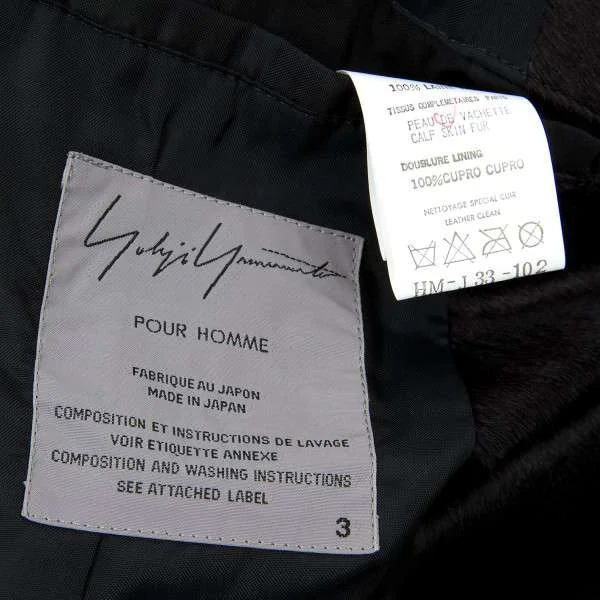 Yohji Yamamoto
POUR HOMME
FABRIQUE AU JAPON
MADE IN JAPAN
COMPOSITION ET INSTRUCTIONS DE LAVAGE
VOIR ETIQUETTE ANNEXE
COMPOSITION AND WASHING INSTRUCTIONS
SEE ATTACHED LABEL
3
100%
TISSUS COMPLEMETAIRES
PEAU DE VACHETTE
CALF SKIN FUR
DOUBLURE LINING
100%CUPRO CUPRO
NETTOYAGE SPECIAL CUIR
LEATHER CLEAN
HM-J33-102